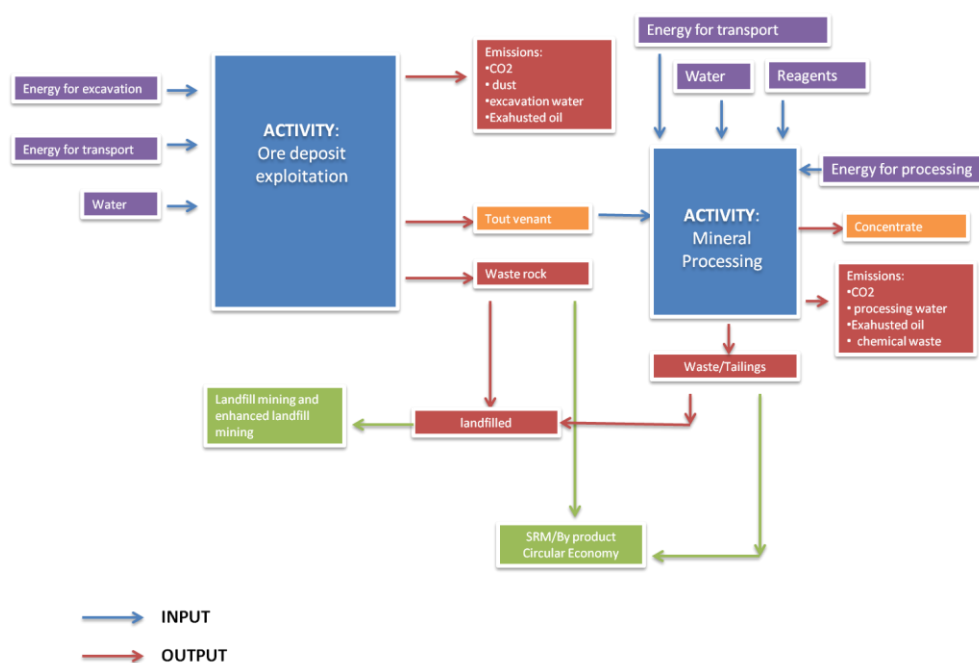 Energy for transport
Emissions:
•CO2
• dust
•excavation water
•Exahusted oil
Water
Reagents
Energy for excavation
ACTIVITY:
Ore deposit
exploitation
Energy for transport
Energy for processing
Water
Tout venant
ACTIVITY:
Mineral
Processing
Concentrate
Waste rock
Emissions:
•CO2
• processing water
•Exahusted oil
• chemical waste
Waste/Tailings
Landfill mining and
enhanced landfill
mining
landfilled
SRM/By product
Circular Economy
INPUT
OUTPUT